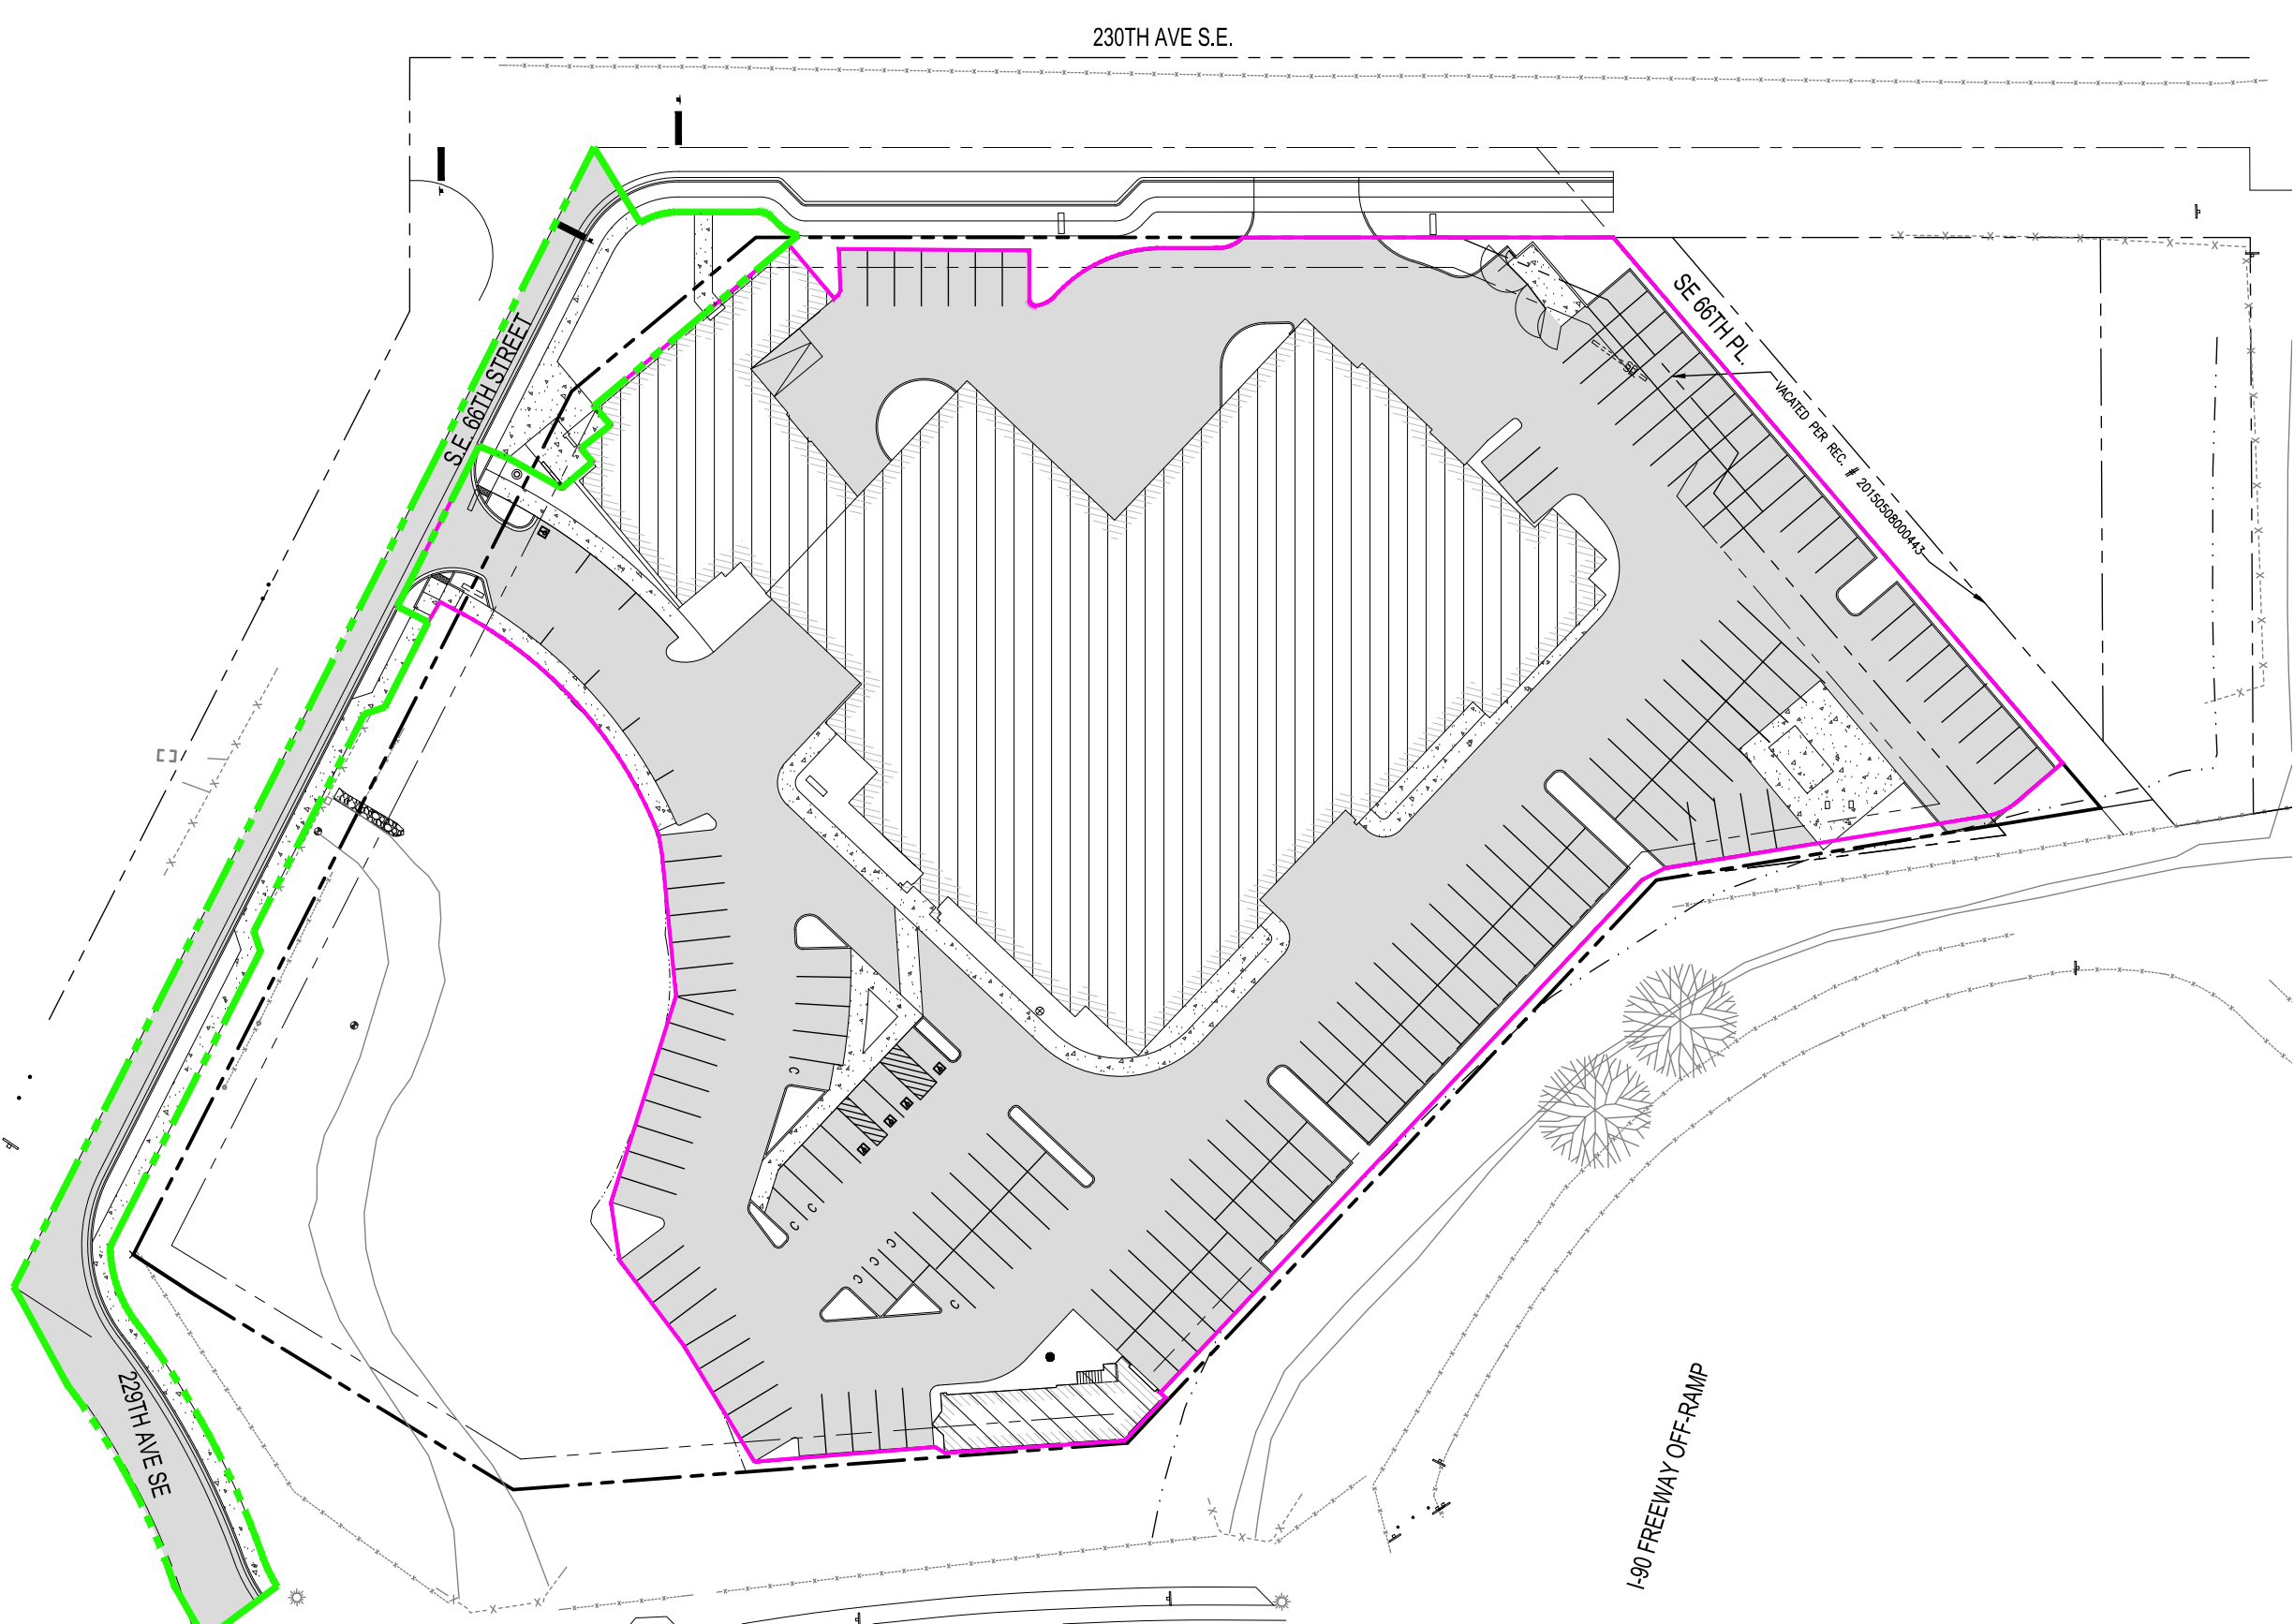 230TH AVE S.E.
S.E. 66TH STREET
SE 66TH PL.
VACATED PER REC. # 20150508000443
C
C
C
C
C
C
C
229TH AVE SE
I-90 FREEWAY OFF-RAMP